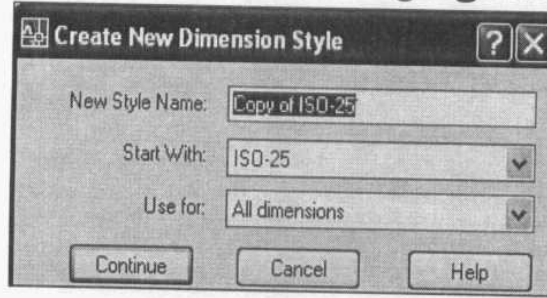 Create New Dimension Style
New Style Name: Copy of ISO-25
Start With: ISO-25
Use for: All dimensions
Continue Cancel Help